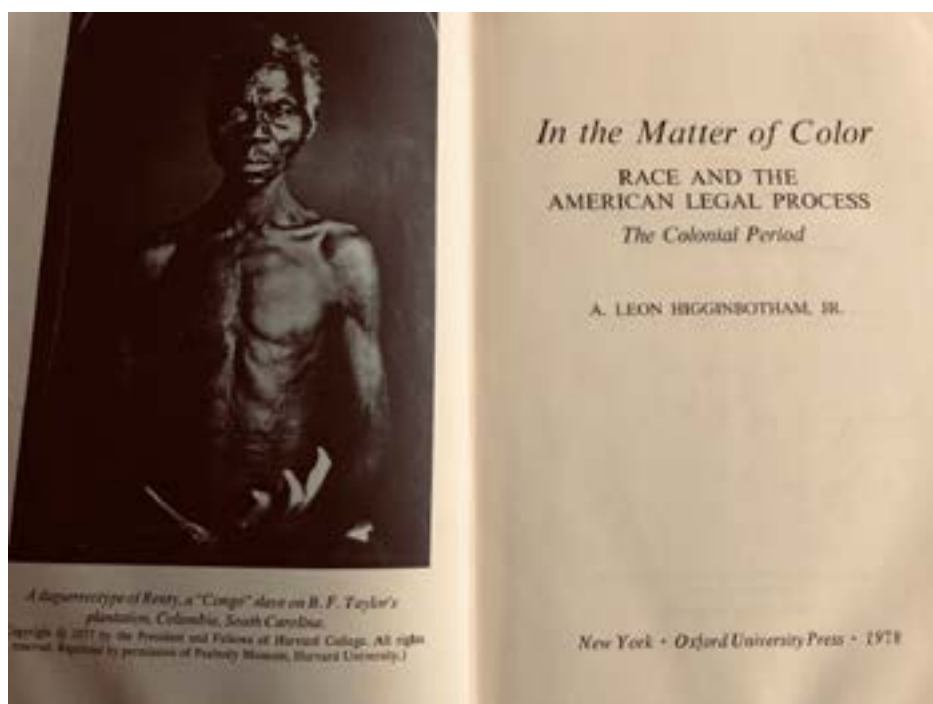 A daguerreotype of Renty, a "Congo" slave on B. F. Taylor's
plantation, Columbia, South Carolina.
Copyright © 1977 by the President and Fellows of Harvard College. All rights
reserved. Reprinted by permission of Peabody Museum, Harvard University.)
In the Matter of Color
RACE AND THE
AMERICAN LEGAL PROCESS
The Colonial Period
A. LEON HIGGINBOTHAM, JR.
New York • Oxford University Press • 1978